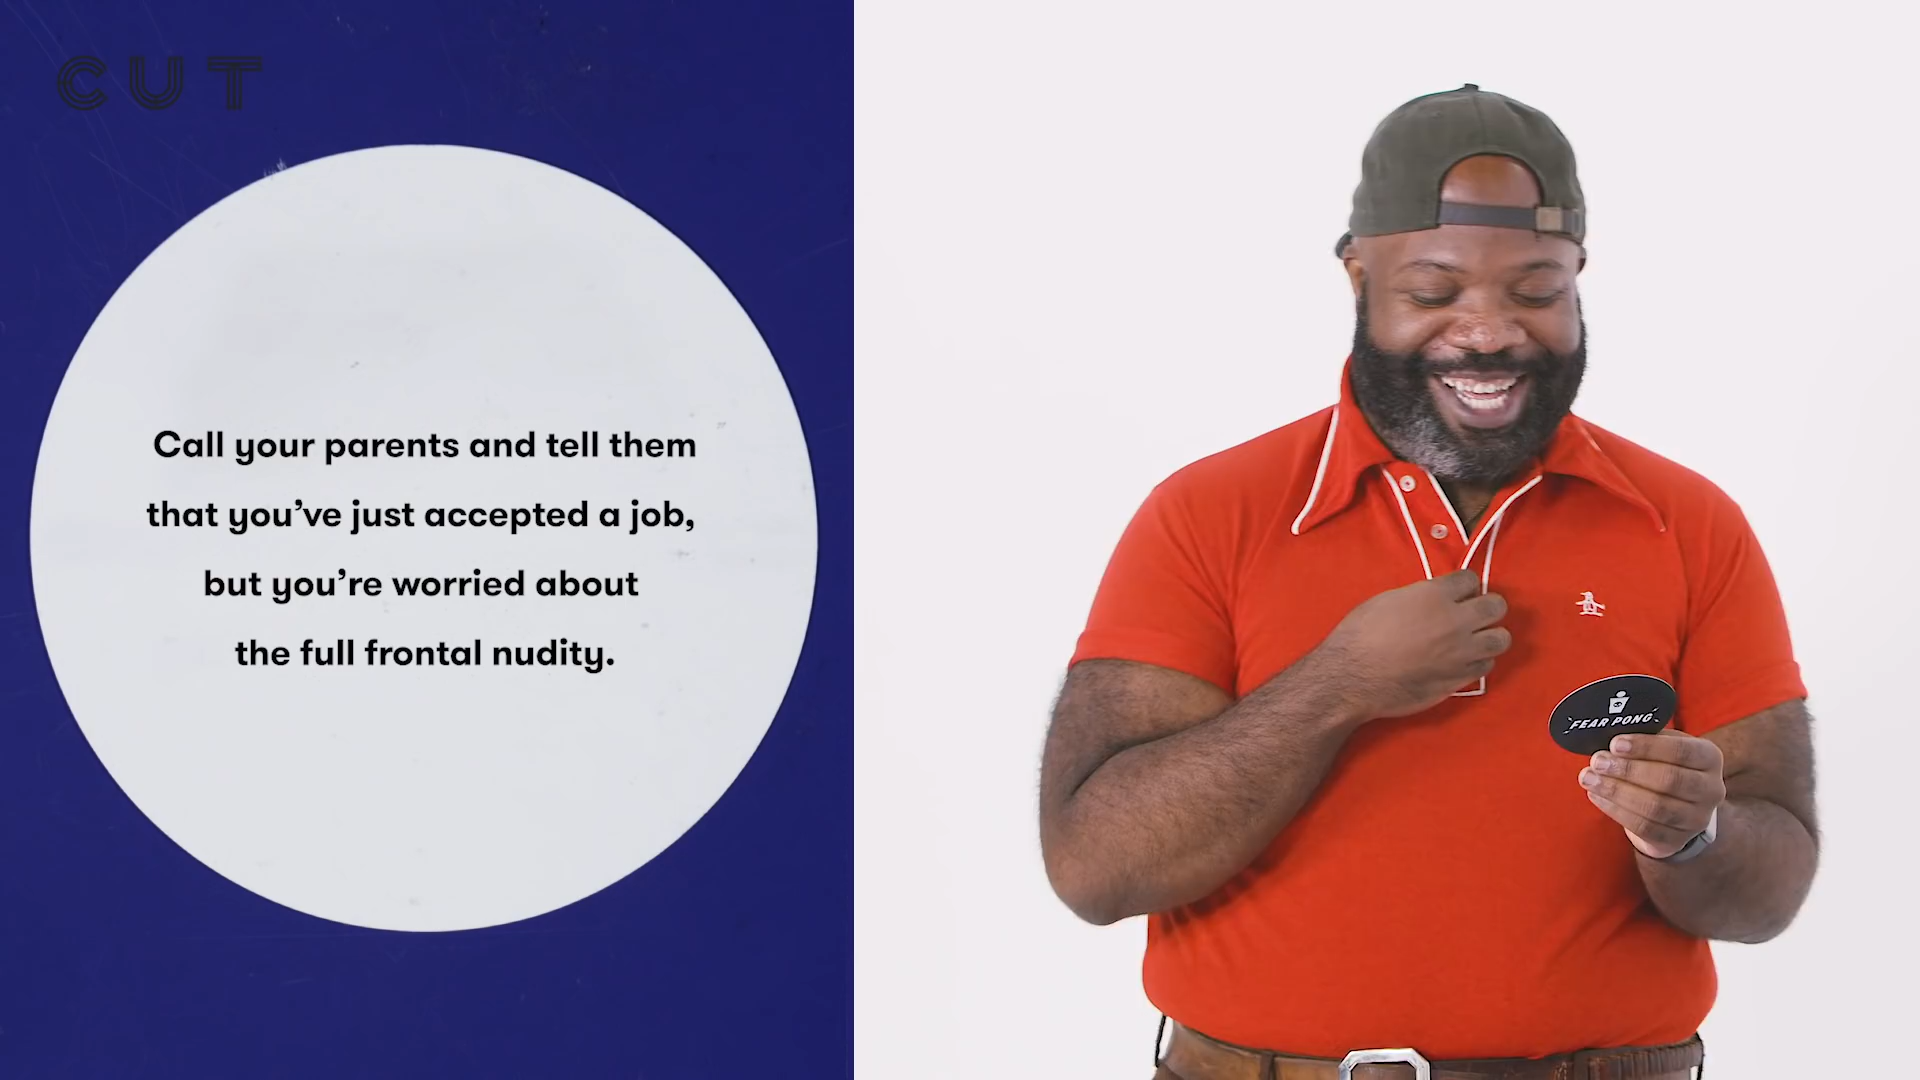 CUT
Call your parents and tell them
that you've just accepted a job,
but you're worried about
the full frontal nudity.
FEAR PONG